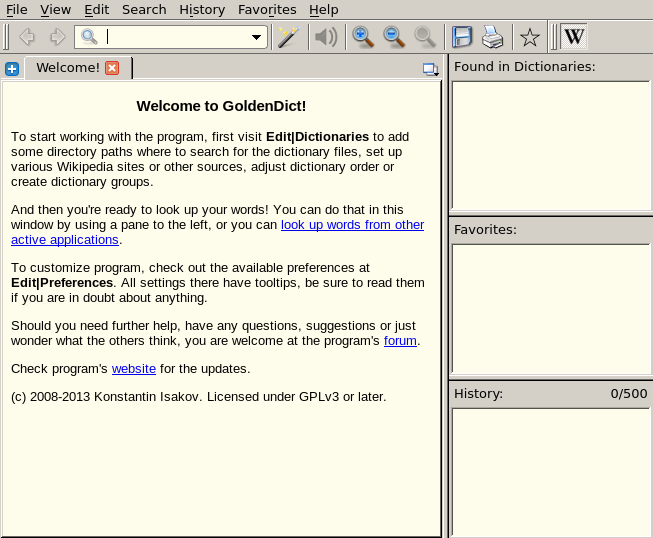 File View Edit Search History Favorites Help
W
Welcome!
Found in Dictionaries:
Welcome to GoldenDict!
To start working with the program, first visit Edit|Dictionaries to add
some directory paths where to search for the dictionary files, set up
various Wikipedia sites or other sources, adjust dictionary order or
create dictionary groups.
And then you're ready to look up your words! You can do that in this
window by using a pane to the left, or you can look up words from other
active applications.
To customize program, check out the available preferences at
Edit|Preferences. All settings there have tooltips, be sure to read them
if you are in doubt about anything.
Should you need further help, have any questions, suggestions or just
wonder what the others think, you are welcome at the program's forum.
Check program's website for the updates.
(c) 2008-2013 Konstantin Isakov. Licensed under GPLv3 or later.
Favorites:
History: 0/500